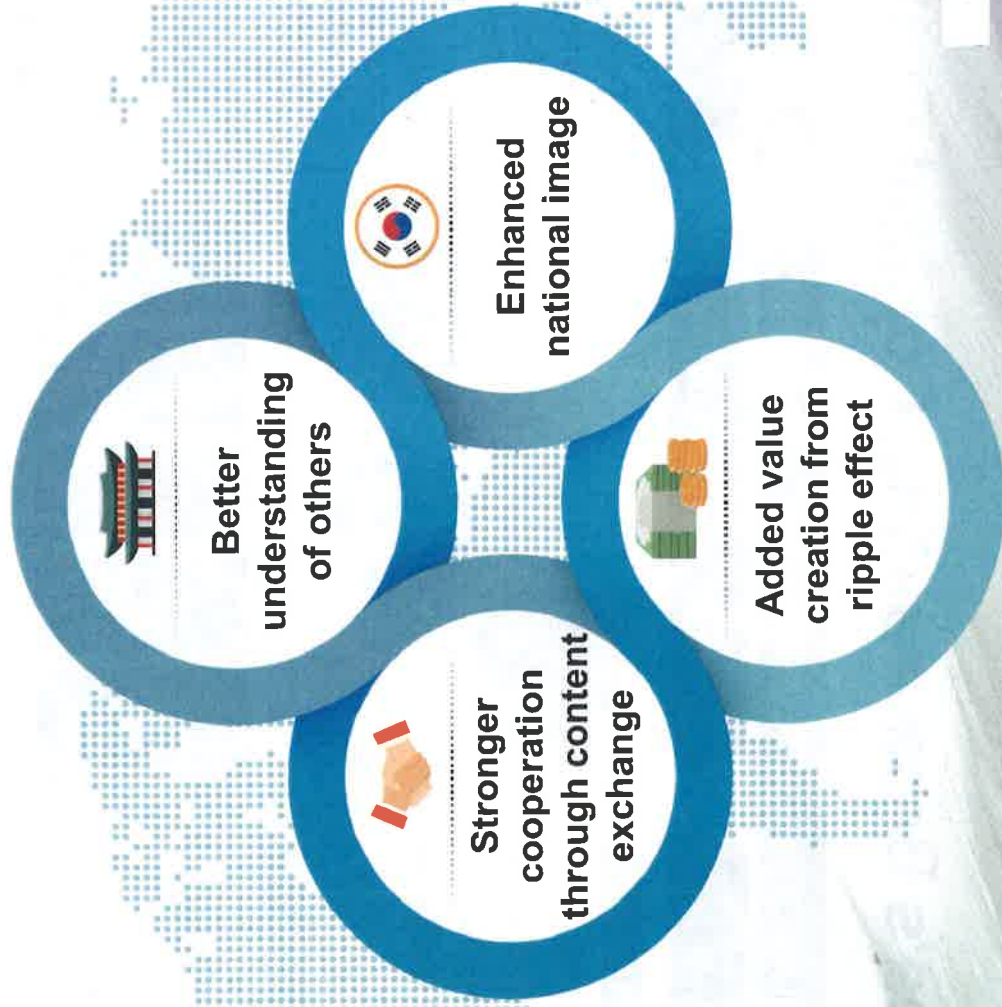 Better
understanding
of others
Stronger
cooperation
through content
exchange
Enhanced
national image
Added value
creation from
ripple effect